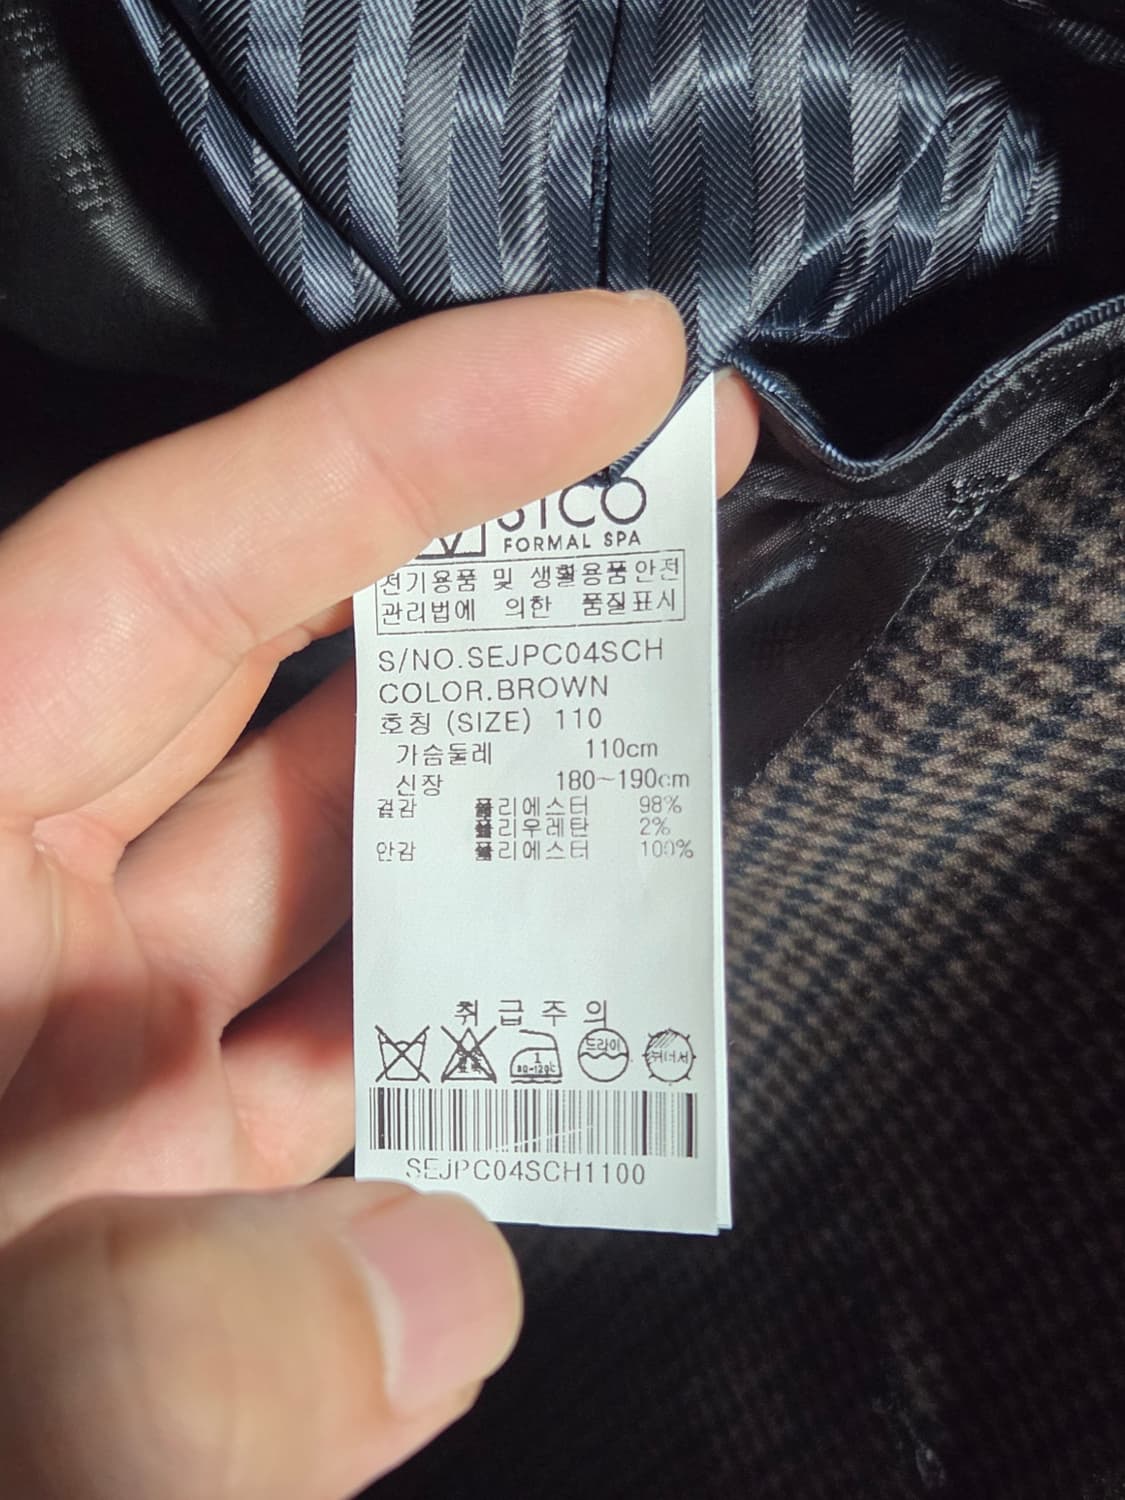 FORMAL SPA
전기용품 및 생활용품안전
관리법에 의한 품질표시
S/NO.SEJPC04SCH
COLOR.BROWN
호칭 (SIZE) 110
가슴둘레 110cm
신장 180~190cm
겉감 폴리에스터 98%
폴리우레탄 2%
안감 폴리에스터 100%
취급주의
1 드라이
80~120℃
SEJPC04SCH1100